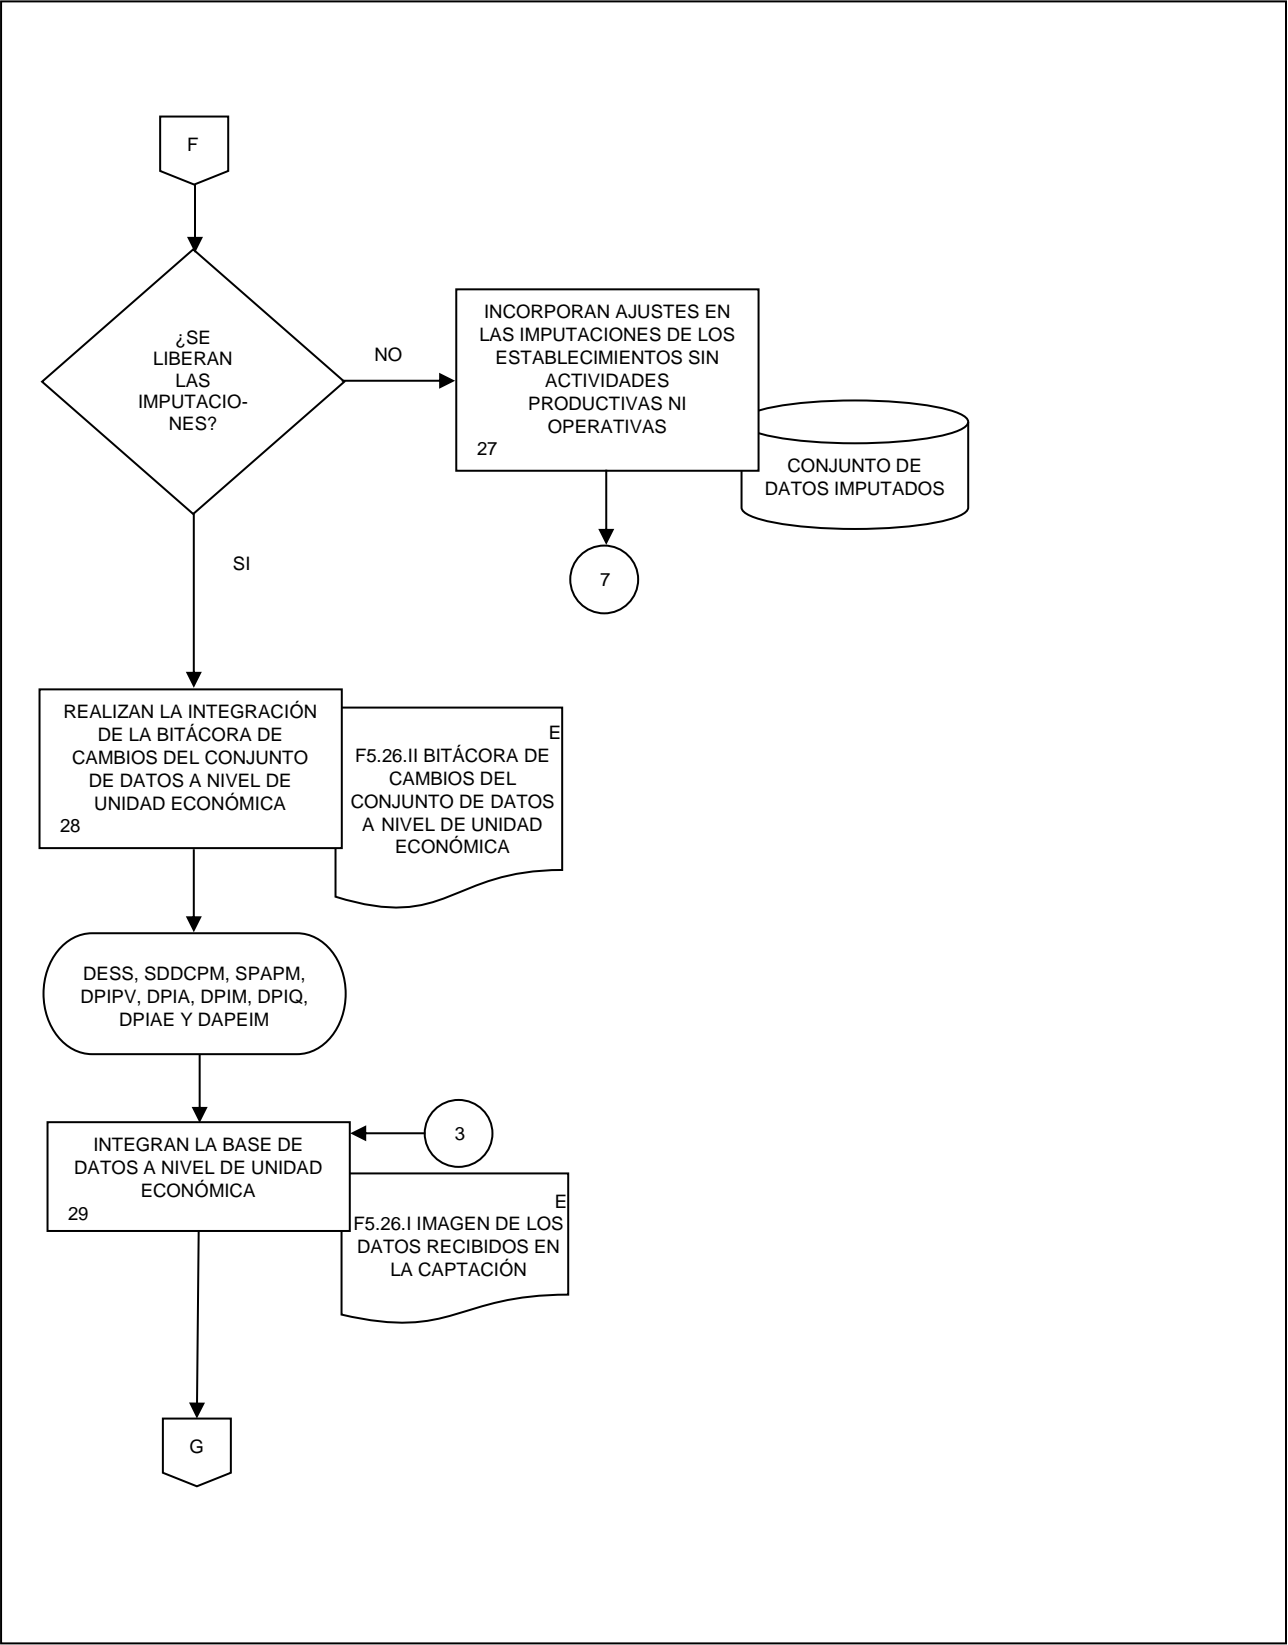 F
¿SE
LIBERAN
LAS
IMPUTACIO-
NES?
NO
INCORPORAN AJUSTES EN
LAS IMPUTACIONES DE LOS
ESTABLECIMIENTOS SIN
ACTIVIDADES
PRODUCTIVAS NI
OPERATIVAS
27
CONJUNTO DE
DATOS IMPUTADOS
7
SI
REALIZAN LA INTEGRACIÓN
DE LA BITÁCORA DE
CAMBIOS DEL CONJUNTO
DE DATOS A NIVEL DE
UNIDAD ECONÓMICA
28
E
F5.26.II BITÁCORA DE
CAMBIOS DEL
CONJUNTO DE DATOS
A NIVEL DE UNIDAD
ECONÓMICA
DESS, SDDCPM, SPAPM,
DPIPV, DPIA, DPIM, DPIQ,
DPIAE Y DAPEIM
3
INTEGRAN LA BASE DE
DATOS A NIVEL DE UNIDAD
ECONÓMICA
29
E
F5.26.I IMAGEN DE LOS
DATOS RECIBIDOS EN
LA CAPTACIÓN
G